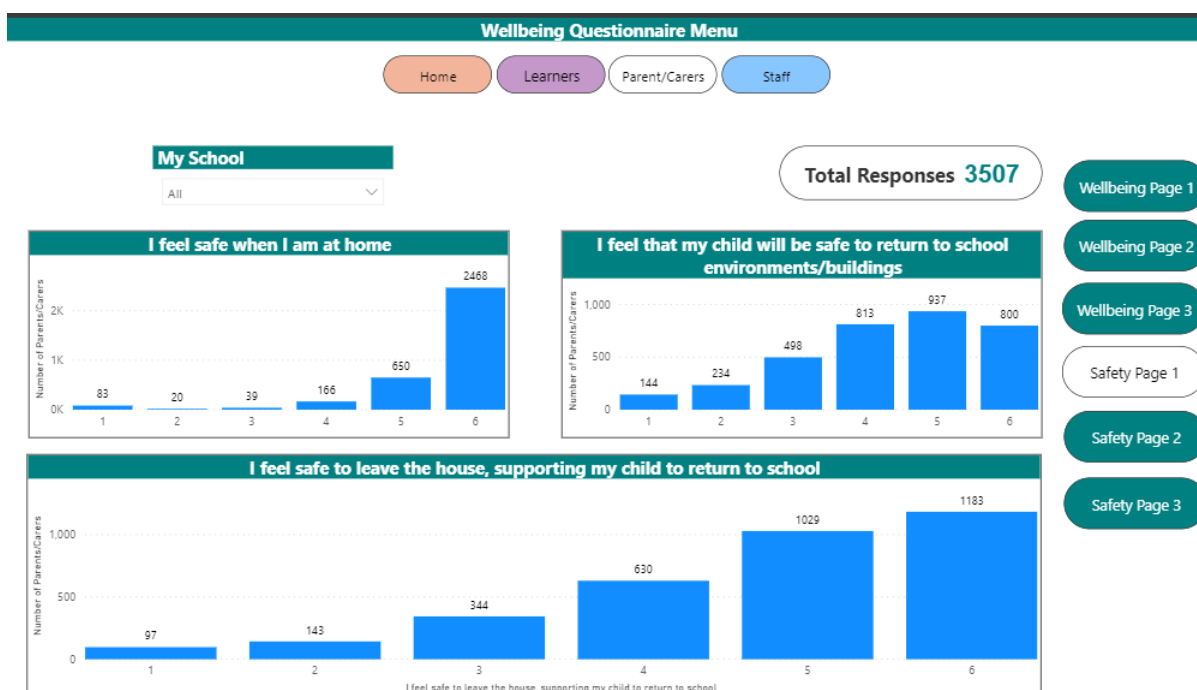 Wellbeing Questionnaire Menu
Home
Learners
Parent/Carers
Staff
My School
All
Total Responses 3507
Wellbeing Page 1
Wellbeing Page 2
Wellbeing Page 3
Safety Page 1
Safety Page 2
Safety Page 3
I feel safe when I am at home
Number of Parents/Carers
2K
1K
0K
83
20
39
166
650
2468
1
2
3
4
5
6
I feel that my child will be safe to return to school
environments/buildings
Number of Parents/Carers
1,000
500
0
144
234
498
813
937
800
1
2
3
4
5
6
I feel safe to leave the house, supporting my child to return to school
Number of Parents/Carers
1,000
500
0
97
143
344
630
1029
1183
1
2
3
4
5
6
I feel safe to leave the house, supporting my child to return to school